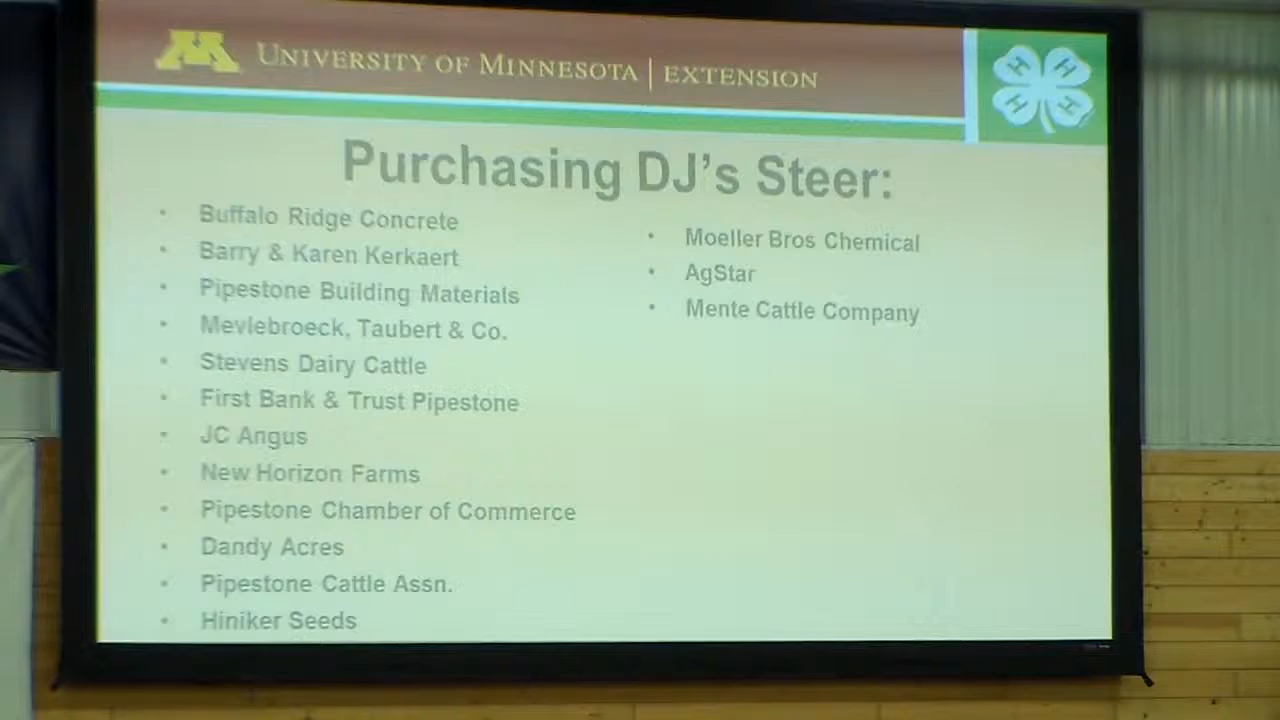 M
UNIVERSITY OF MINNESOTA | EXTENSION
H H
H H
Purchasing DJ's Steer:
• Buffalo Ridge Concrete
• Barry & Karen Kerkaert
• Pipestone Building Materials
• Mevlebroeck, Taubert & Co.
• Stevens Dairy Cattle
• First Bank & Trust Pipestone
• JC Angus
• New Horizon Farms
• Pipestone Chamber of Commerce
• Dandy Acres
• Pipestone Cattle Assn.
• Hiniker Seeds
• Moeller Bros Chemical
• AgStar
• Mente Cattle Company